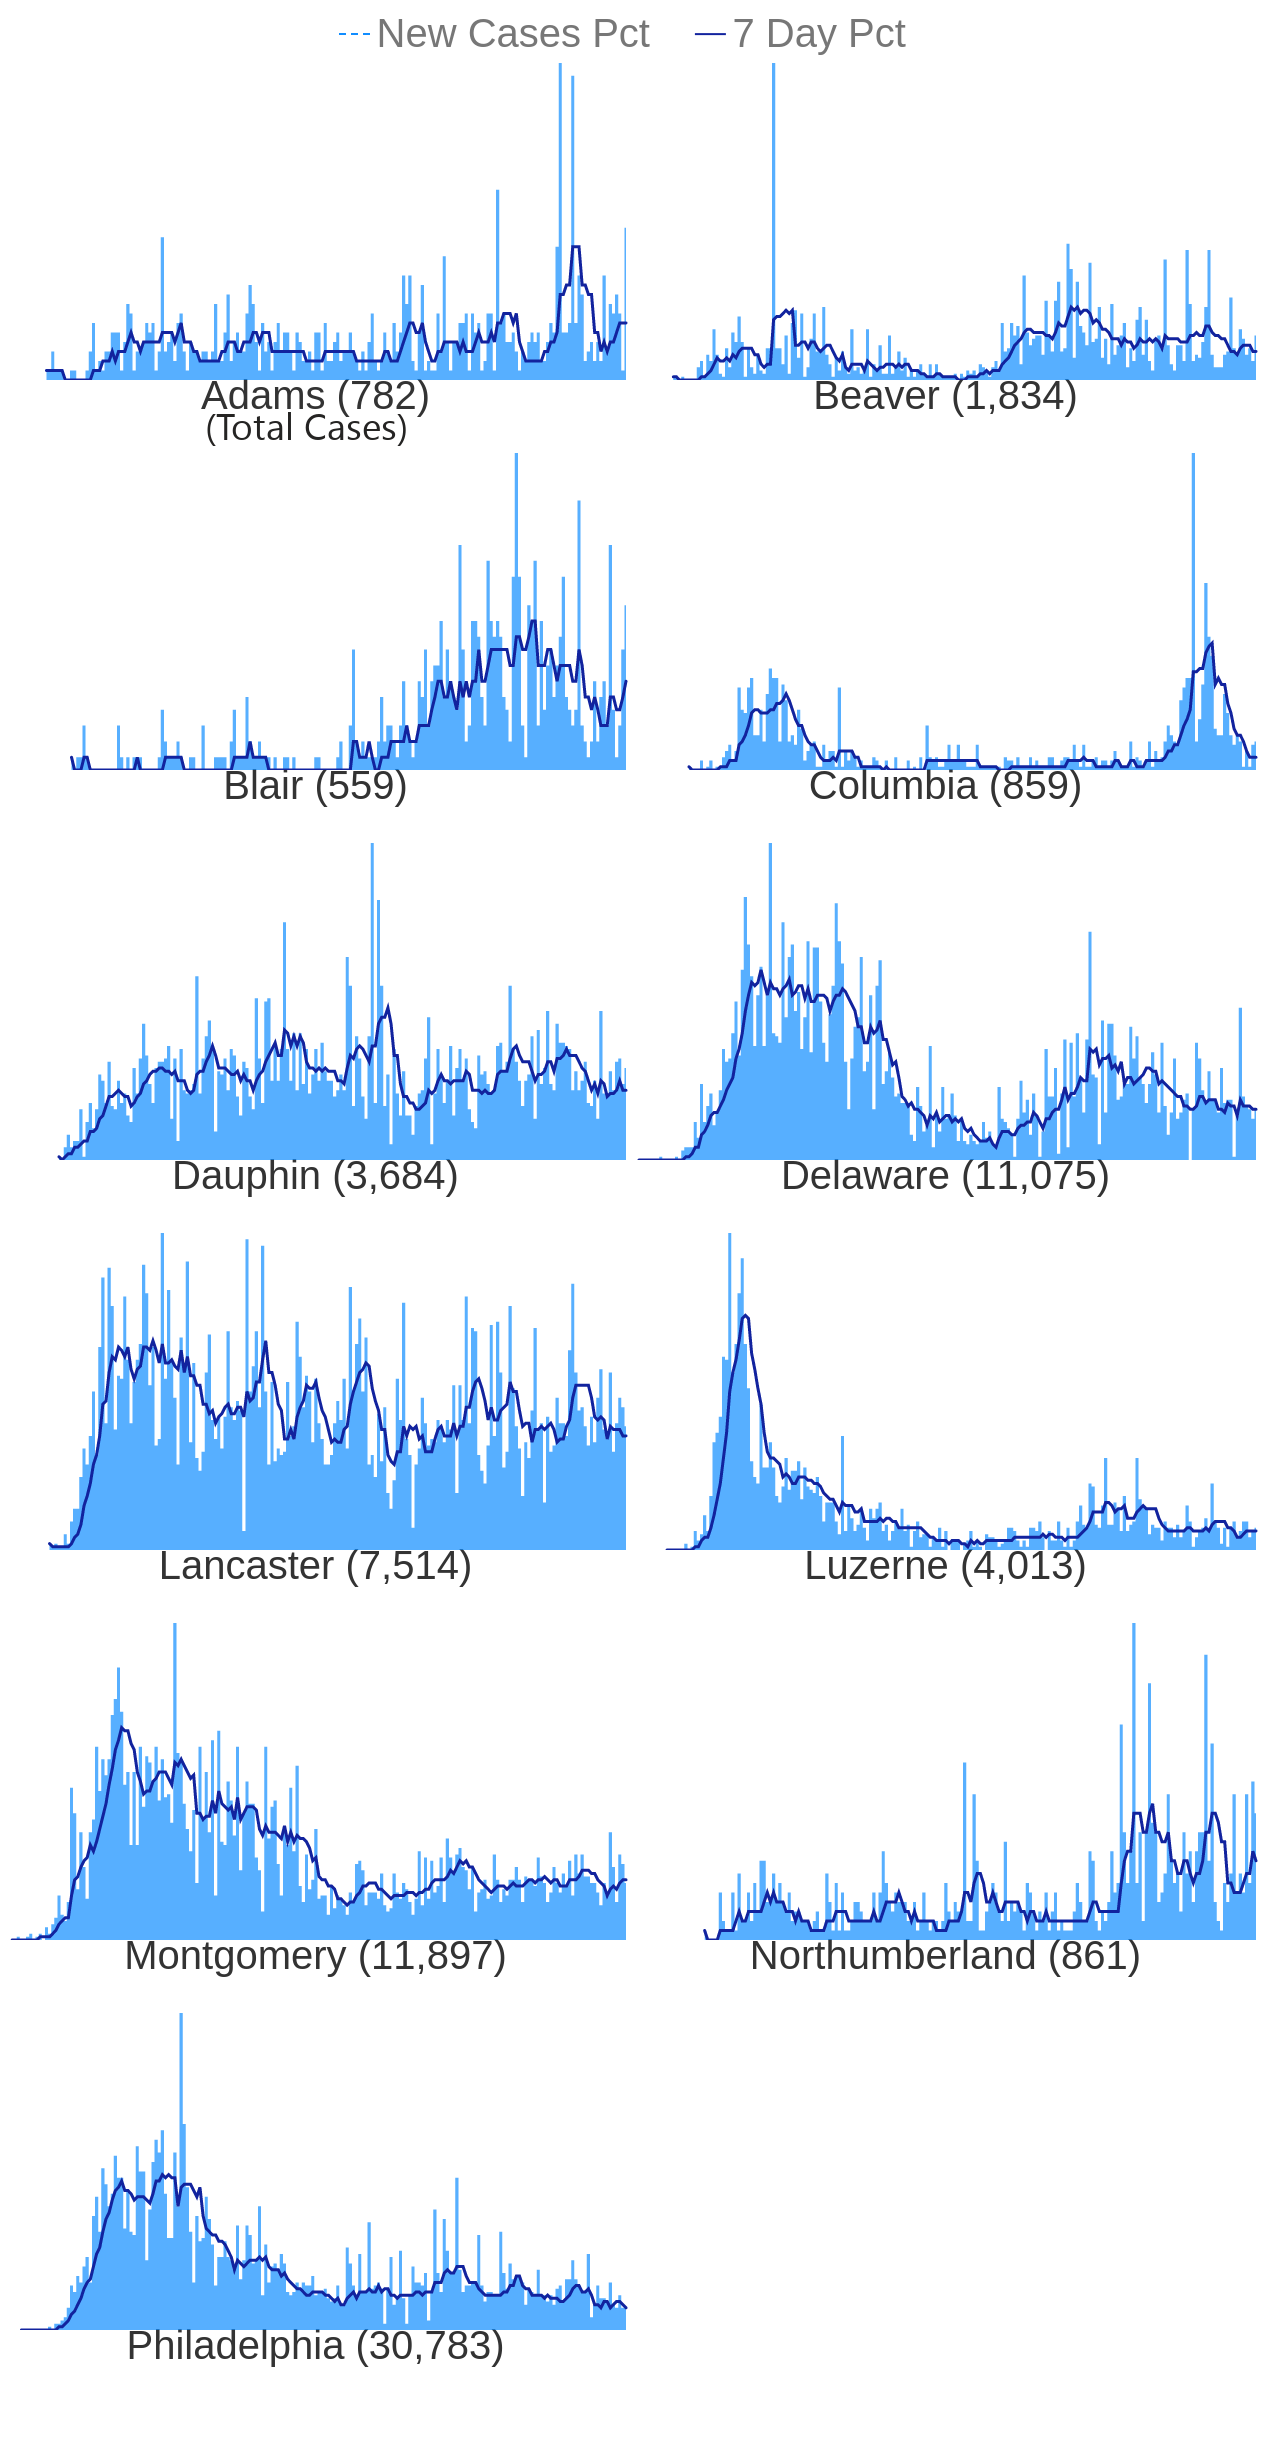 New Cases Pct 7 Day Pct
Adams (782) Beaver (1,834)
(Total Cases)
Blair (559) Columbia (859)
Dauphin (3,684) Delaware (11,075)
Lancaster (7,514) Luzerne (4,013)
Montgomery (11,897) Northumberland (861)
Philadelphia (30,783)